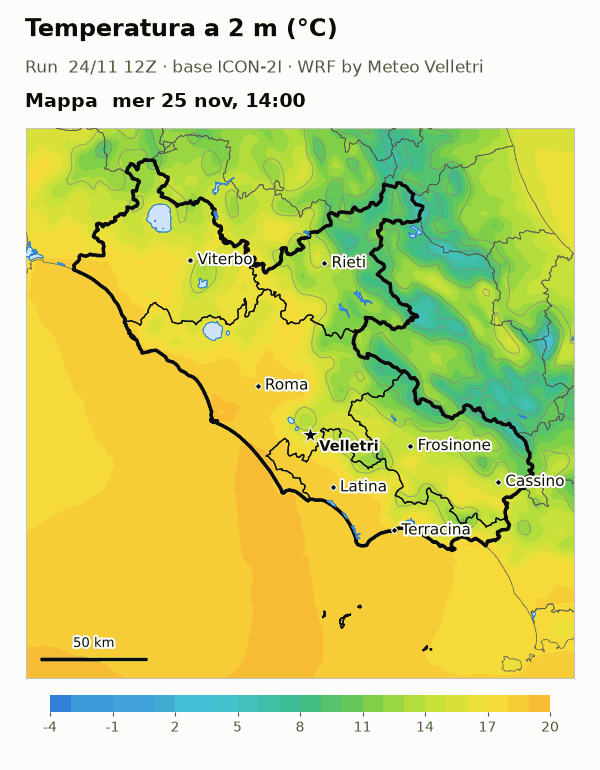 Temperatura a 2 m (°C)
Run  24/11 12Z · base ICON-2I · WRF by Meteo Velletri
Mappa  mer 25 nov, 14:00
Viterbo
Rieti
Roma
Velletri
Frosinone
Latina
Cassino
Terracina
50 km
-4 -1 2 5 8 11 14 17 20